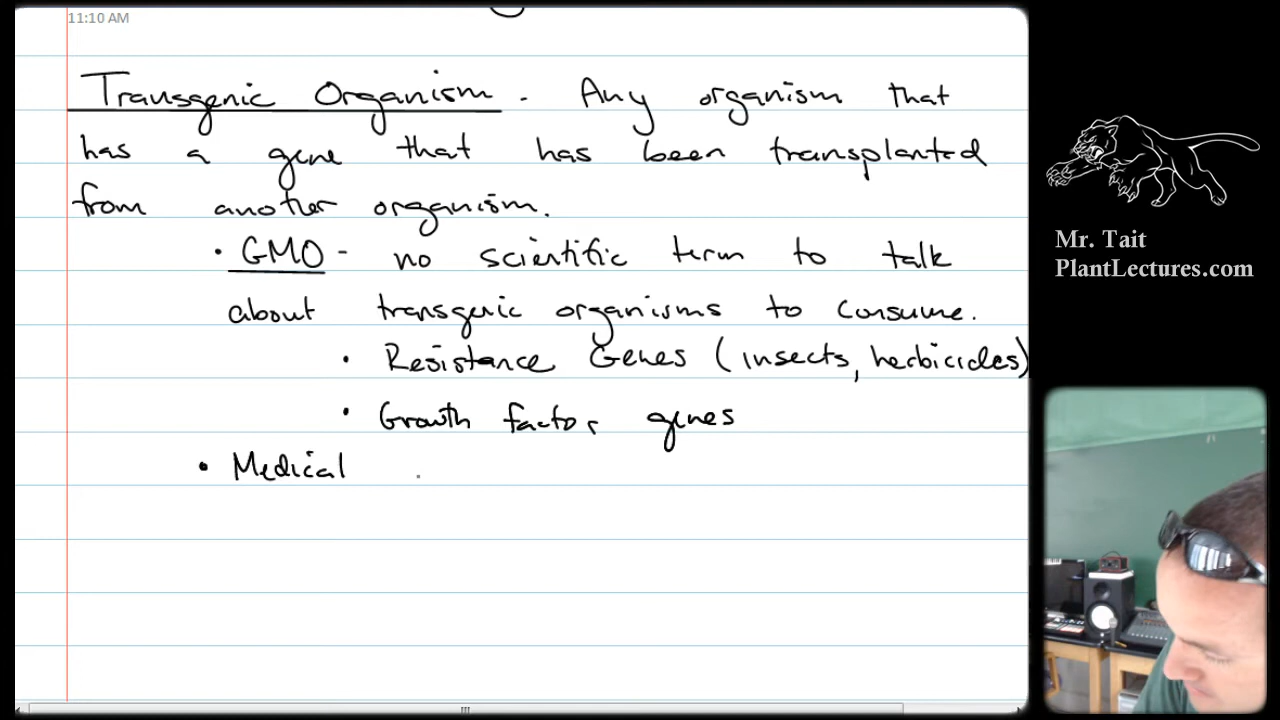 11:10 AM
Transgenic Organism - Any organism that
has a gene that has been transplanted
from another organism.
• GMO - no scientific term to talk
about transgenic organisms to consume.
• Resistance Genes (insects, herbicides)
• Growth factor genes
• Medical
Mr. Tait
PlantLectures.com